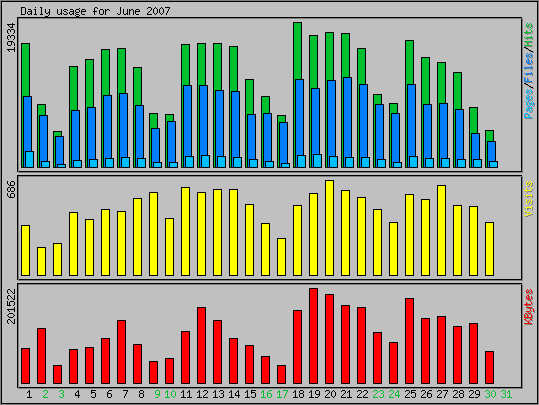 Daily usage for June 2007
19334
Pages/Files/Hits
686
Visits
201522
KBytes
1 2 3 4 5 6 7 8 9 10 11 12 13 14 15 16 17 18 19 20 21 22 23 24 25 26 27 28 29 30 31